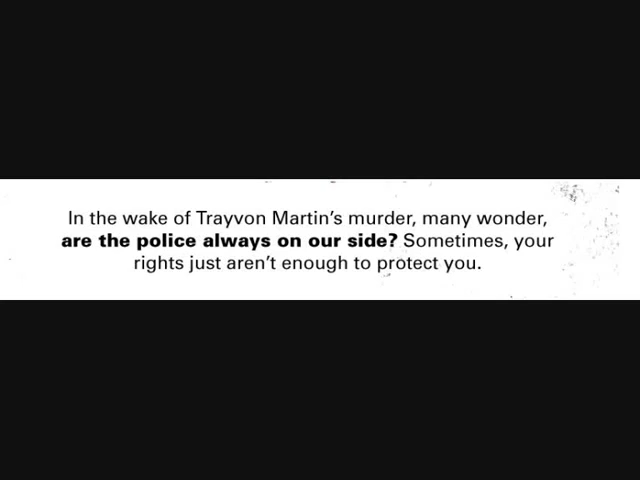 In the wake of Trayvon Martin's murder, many wonder,
are the police always on our side? Sometimes, your
rights just aren't enough to protect you.